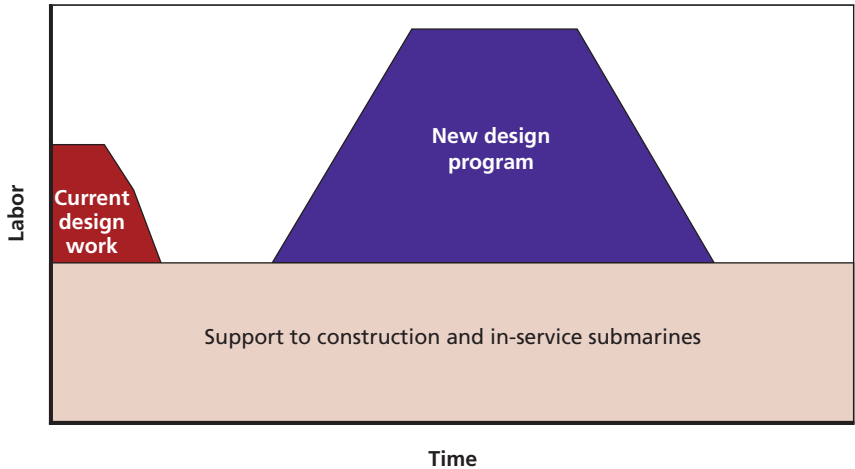 Labor
Current
design
work
New design
program
Support to construction and in-service submarines
Time